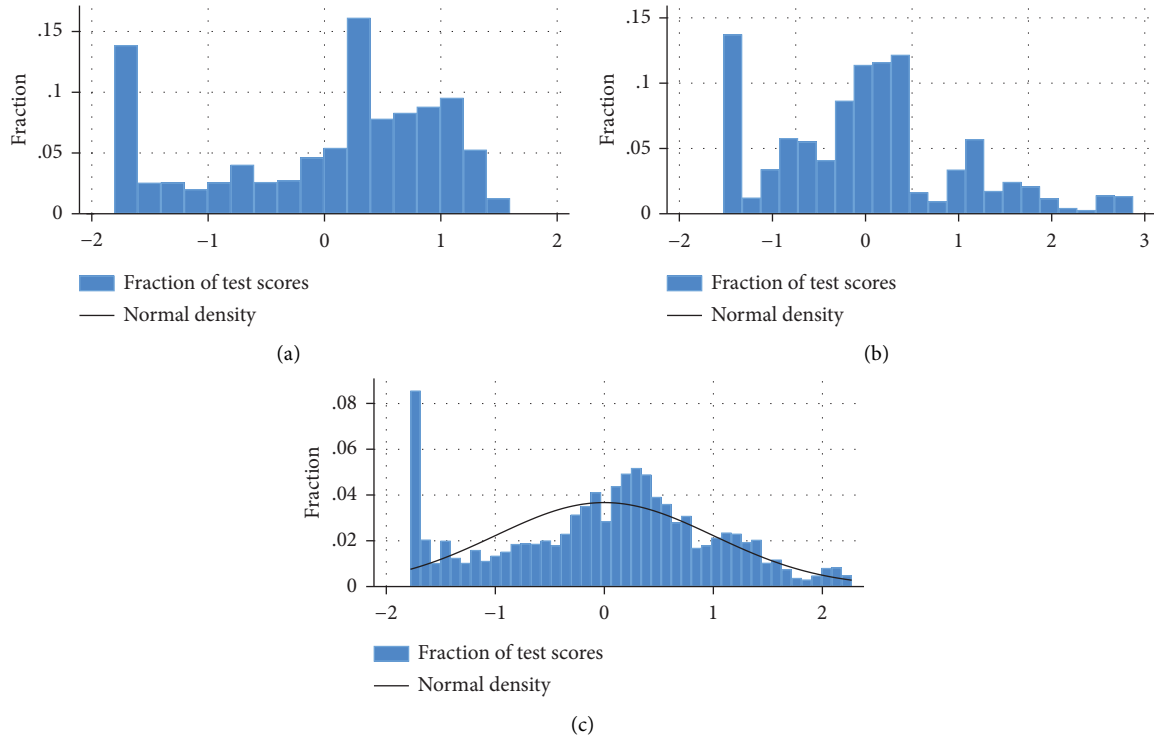 .15
.1
.05
0
Fraction
−2
−1
0
1
2
Fraction of test scores
Normal density
(a)
.15
.1
.05
0
Fraction
−2
−1
0
1
2
3
Fraction of test scores
Normal density
(b)
.08
.06
.04
.02
0
Fraction
−2
−1
0
1
2
Fraction of test scores
Normal density
(c)